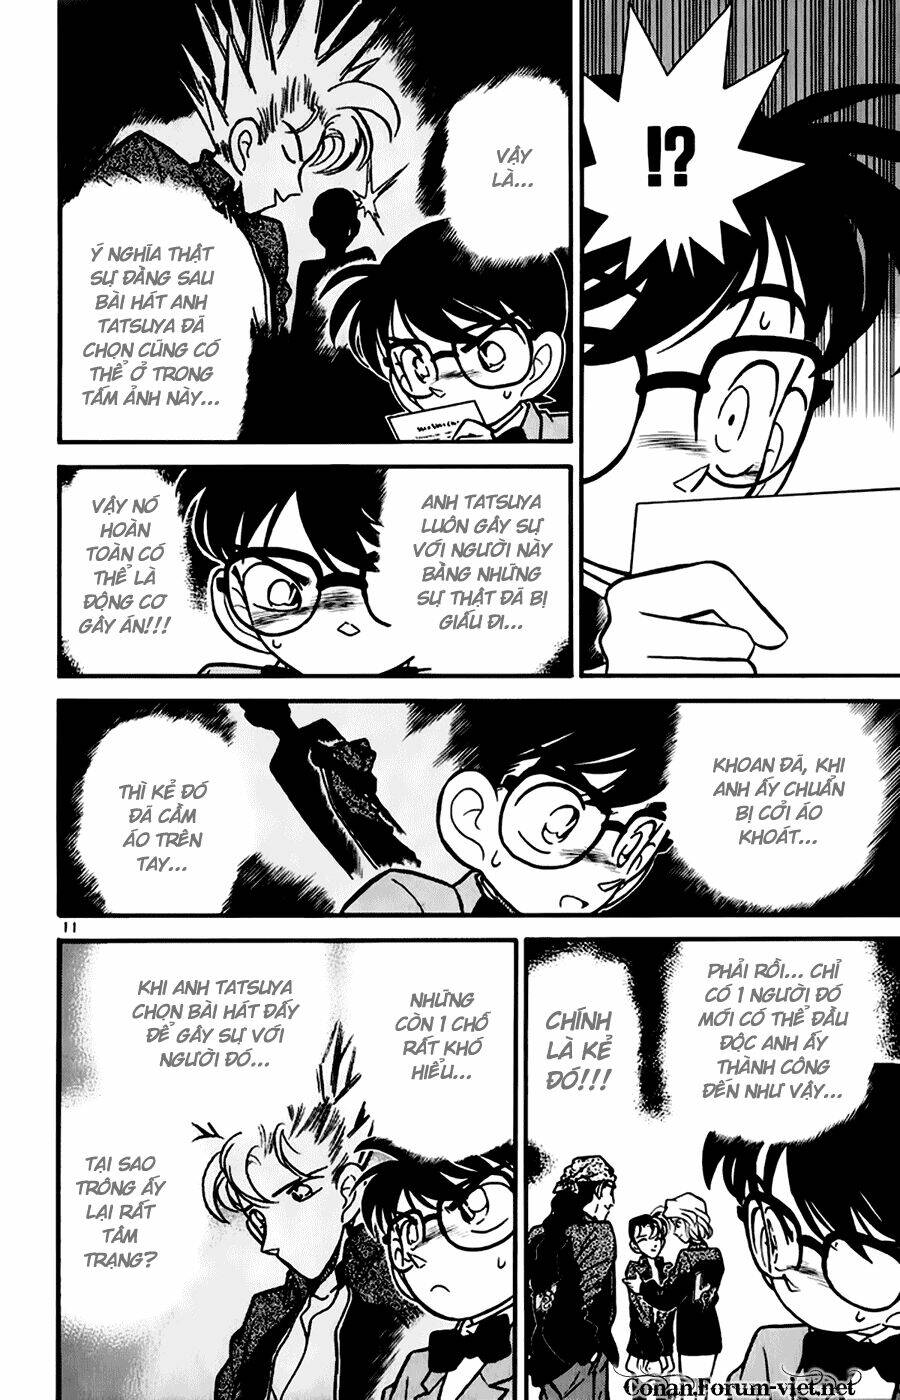 !?
VẬY
LÀ...
Ý NGHĨA THẬT
SỰ ĐẰNG SAU
BÀI HÁT ANH
TATSUYA ĐÃ
CHỌN CŨNG CÓ
THỂ Ở TRONG
TẤM ẢNH NÀY...
ANH TATSUYA
LUÔN GÂY SỰ
VỚI NGƯỜI NÀY
BẰNG NHỮNG
SỰ THẬT ĐÃ BỊ
GIẤU ĐI...
VẬY NÓ
HOÀN
TOÀN CÓ
THỂ LÀ
ĐỘNG CƠ
GÂY ÁN!!!
KHOAN ĐÃ, KHI
ANH ẤY CHUẨN
BỊ CỞI ÁO
KHOÁT...
THÌ KẺ ĐÓ
ĐÃ CẦM
ÁO TRÊN
TAY...
11
PHẢI RỒI... CHỈ
CÓ 1 NGƯỜI ĐÓ
MỚI CÓ THỂ ĐẦU
ĐỘC ANH ẤY
THÀNH CÔNG
ĐẾN NHƯ VẬY...
CHÍNH
LÀ KẺ
ĐÓ!!!
NHỮNG
CÒN 1 CHỖ
RẤT KHÓ
HIỂU...
KHI ANH TATSUYA
CHỌN BÀI HÁT ĐẤY
ĐỂ GÂY SỰ VỚI
NGƯỜI ĐÓ...
TẠI SAO
TRÔNG ẤY
LẠI RẤT
TÂM
TRẠNG?
Conan.Forum-viet.net